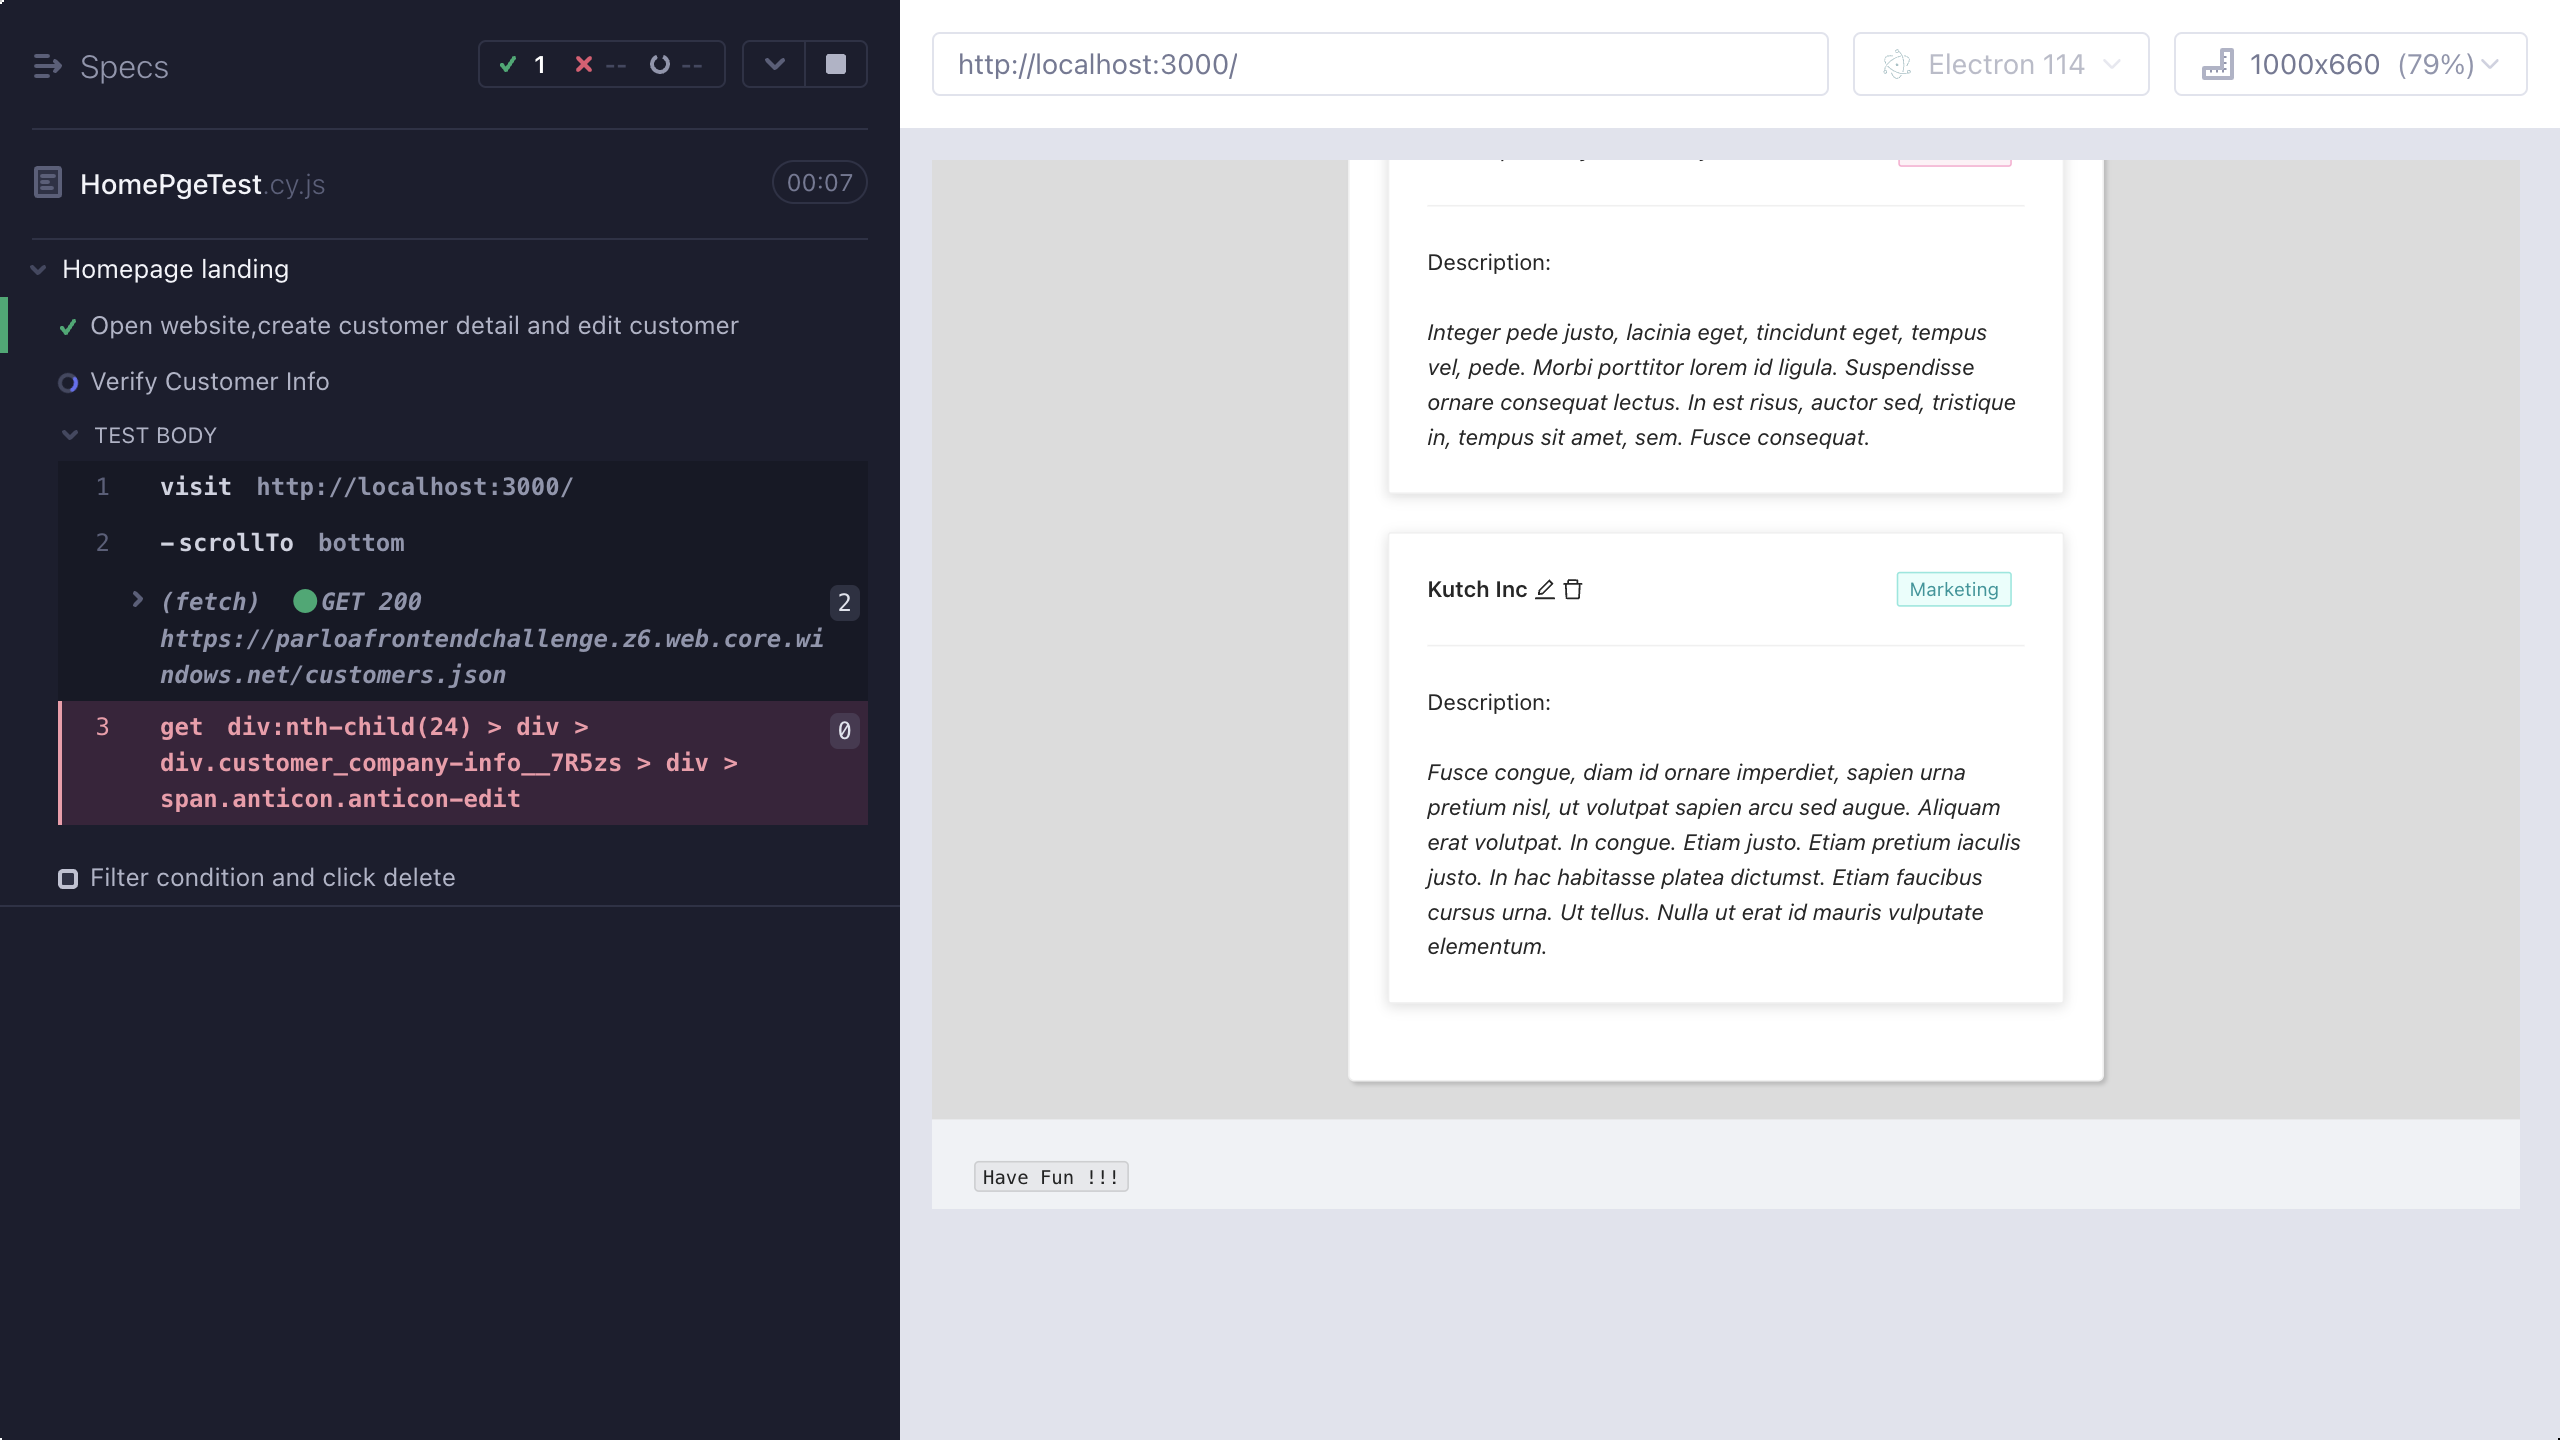 Specs
1 -- --
HomePgeTest.cy.js
00:07
Homepage landing
Open website,create customer detail and edit customer
Verify Customer Info
TEST BODY
1 visit http://localhost:3000/
2 -scrollTo bottom
(fetch) GET 200 2
https://parloafrontendchallenge.z6.web.core.wi
ndows.net/customers.json
3 get div:nth-child(24) > div > 0
div.customer_company-info__7R5zs > div >
span.anticon.anticon-edit
Filter condition and click delete
http://localhost:3000/
Electron 114
1000x660 (79%)
Description:
Integer pede justo, lacinia eget, tincidunt eget, tempus
vel, pede. Morbi porttitor lorem id ligula. Suspendisse
ornare consequat lectus. In est risus, auctor sed, tristique
in, tempus sit amet, sem. Fusce consequat.
Kutch Inc
Marketing
Description:
Fusce congue, diam id ornare imperdiet, sapien urna
pretium nisl, ut volutpat sapien arcu sed augue. Aliquam
erat volutpat. In congue. Etiam justo. Etiam pretium iaculis
justo. In hac habitasse platea dictumst. Etiam faucibus
cursus urna. Ut tellus. Nulla ut erat id mauris vulputate
elementum.
Have Fun !!!